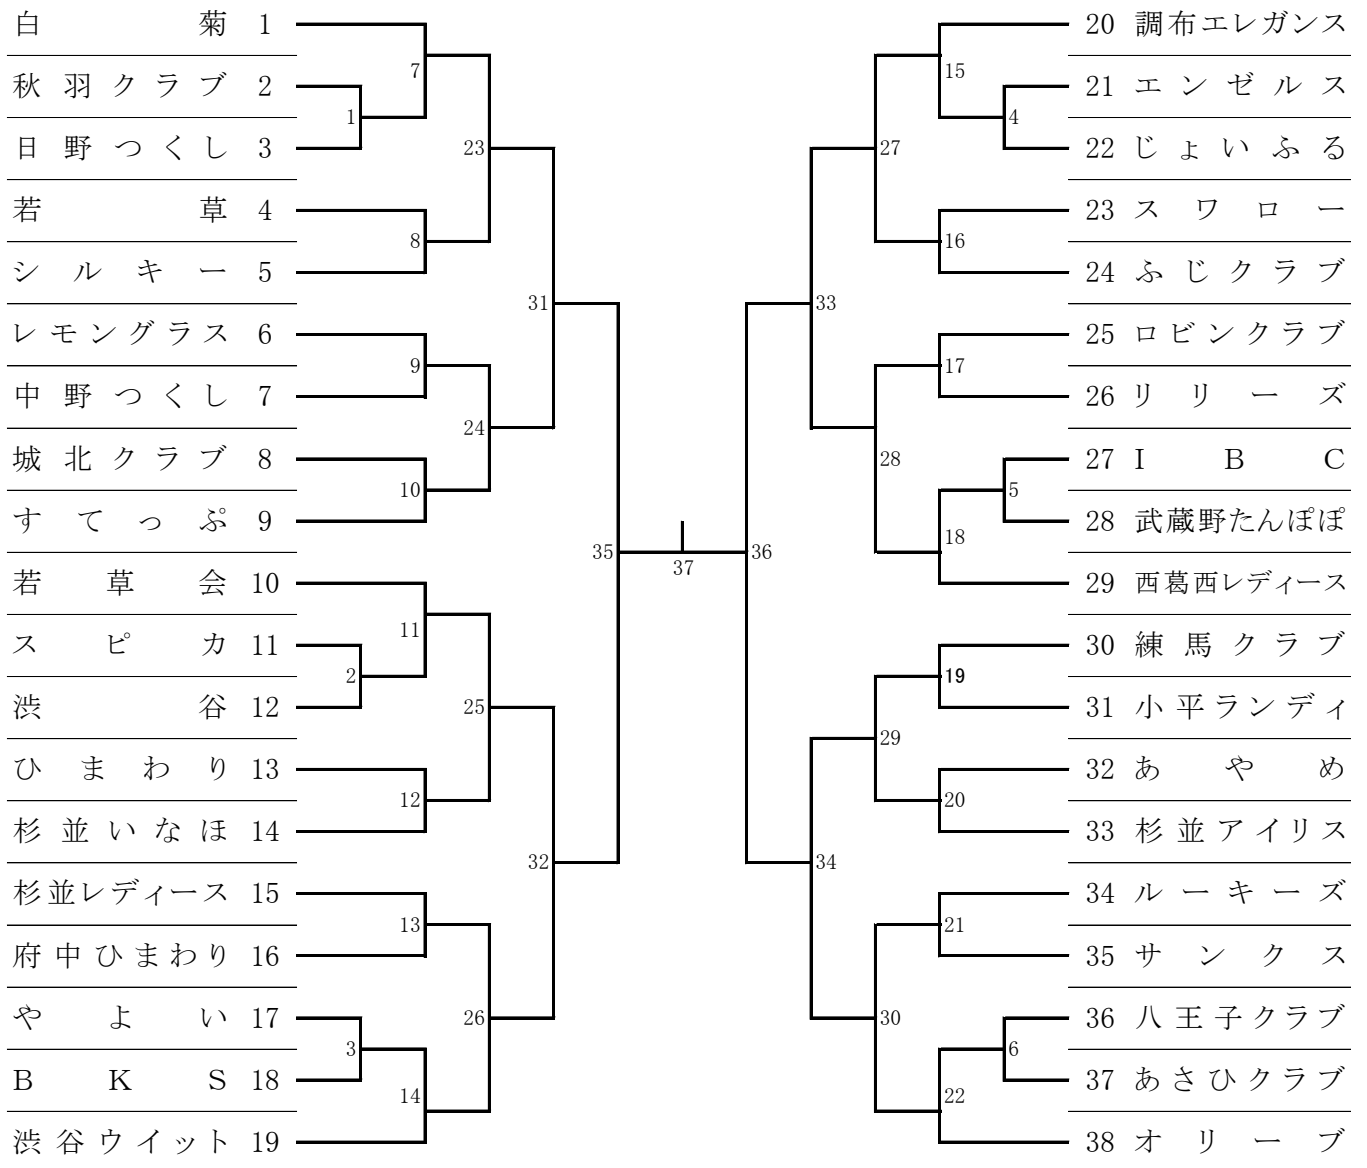 白菊 1
7
秋羽クラブ 2
1
日野つくし 3
23
若草 4
8
シルキー 5
31
レモングラス 6
9
中野つくし 7
24
城北クラブ 8
10
すてっぷ 9
35
若草会 10
11
スピカ 11
2
渋谷 12
25
ひまわり 13
12
杉並いなほ 14
32
杉並レディース 15
13
府中ひまわり 16
26
やよい 17
3
BKS 18
14
渋谷ウイット 19
37
20 調布エレガンス
15
21 エンゼルス
4
22 じょいふる
27
23 スワロー
16
24 ふじクラブ
33
25 ロビンクラブ
17
26 リリーズ
28
27 IBC
5
28 武蔵野たんぽぽ
18
36
29 西葛西レディース
30 練馬クラブ
19
31 小平ランディ
29
32 あやめ
20
33 杉並アイリス
34
34 ルーキーズ
21
35 サンクス
30
36 八王子クラブ
6
37 あさひクラブ
22
38 オリーブ